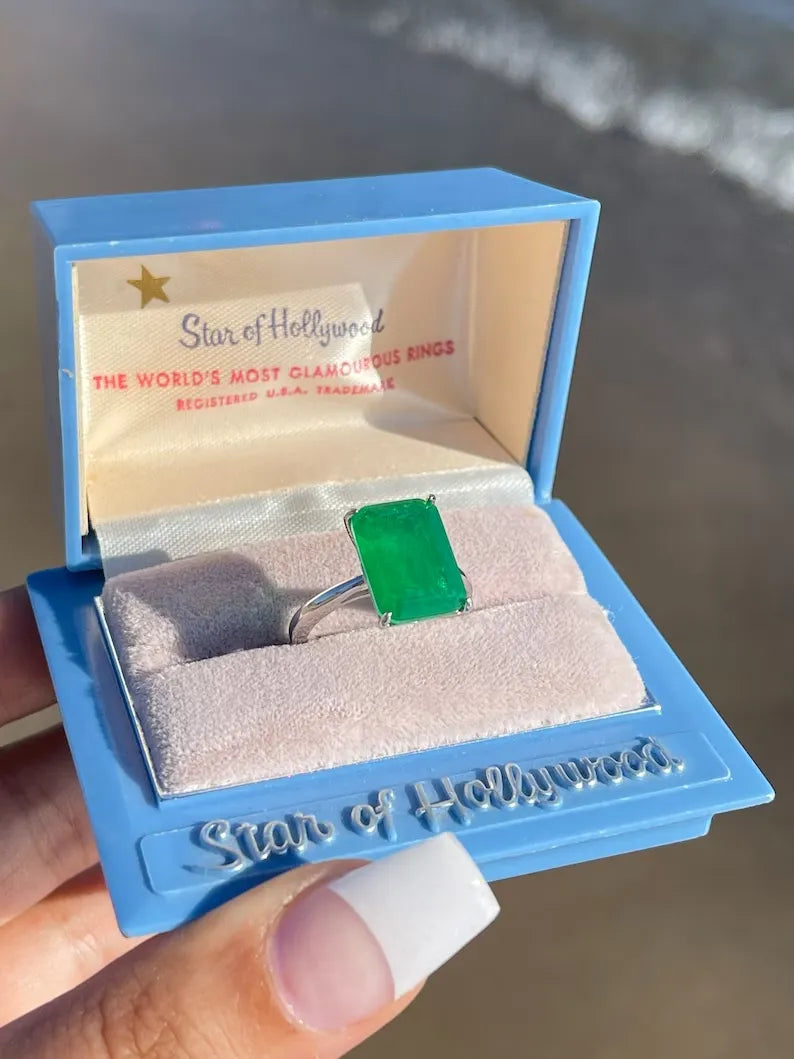 Star of Hollywood
THE WORLD'S MOST GLAMOUROUS RINGS
REGISTERED U.S.A. TRADEMARK
Star of Hollywood